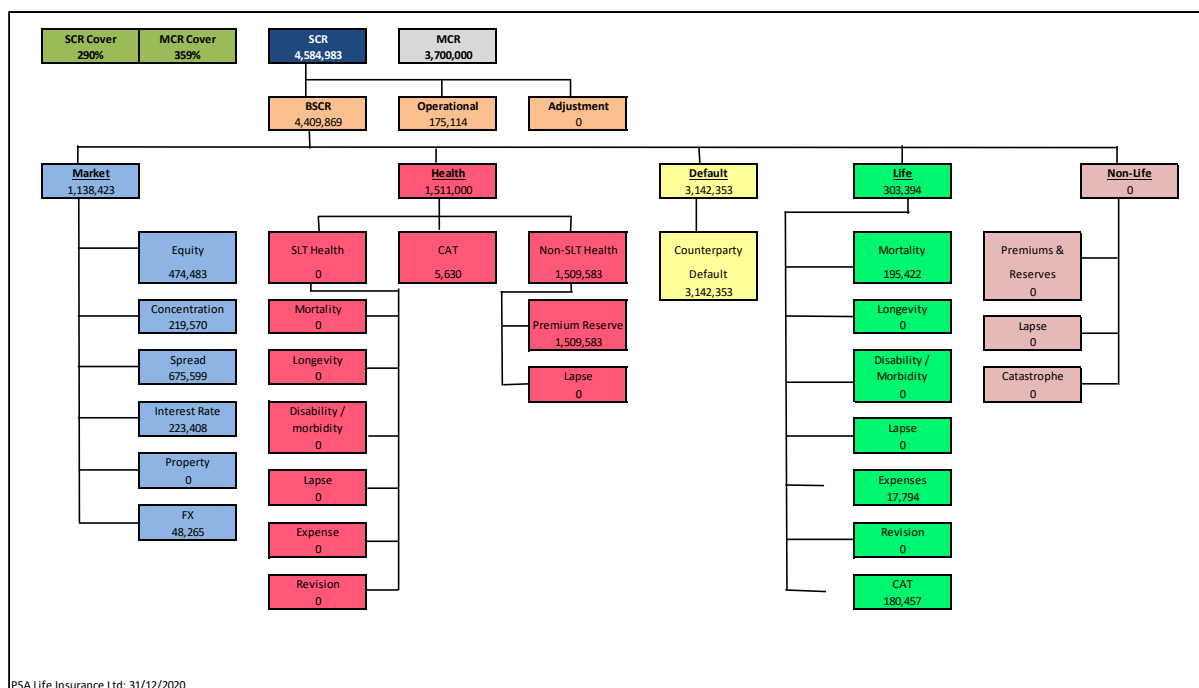 SCR Cover
290%
MCR Cover
359%
SCR
4,584,983
MCR
3,700,000
BSCR
4,409,869
Operational
175,114
Adjustment
0
Market
1,138,423
Health
1,511,000
Default
3,142,353
Life
303,394
Non-Life
0
Equity
474,483
Concentration
219,570
Spread
675,599
Interest Rate
223,408
Property
0
FX
48,265
SLT Health
0
Mortality
0
Longevity
0
Disability /
morbidity
0
Lapse
0
Expense
0
Revision
0
CAT
5,630
Non-SLT Health
1,509,583
Premium Reserve
1,509,583
Lapse
0
Counterparty
Default
3,142,353
Mortality
195,422
Longevity
0
Disability /
Morbidity
0
Lapse
0
Expenses
17,794
Revision
0
CAT
180,457
Premiums &
Reserves
0
Lapse
0
Catastrophe
0
PSA Life Insurance Ltd: 31/12/2020